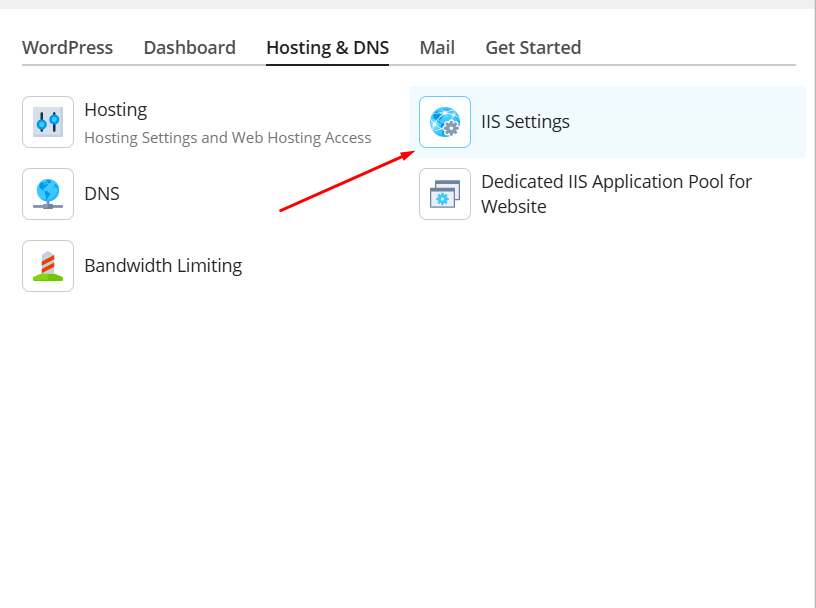 WordPress Dashboard Hosting & DNS Mail Get Started
Hosting
Hosting Settings and Web Hosting Access
IIS Settings
DNS
Dedicated IIS Application Pool for
Website
Bandwidth Limiting